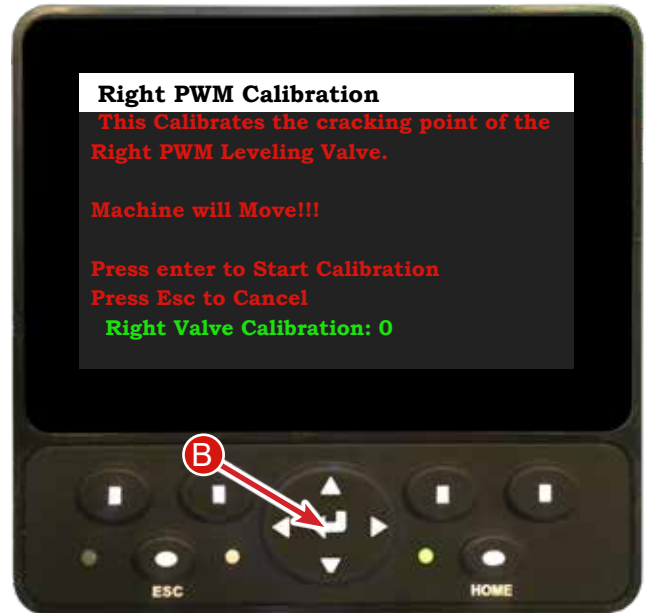 Right PWM Calibration
This Calibrates the cracking point of the
Right PWM Leveling Valve.
Machine will Move!!!
Press enter to Start Calibration
Press Esc to Cancel
Right Valve Calibration: 0
B
ESC
HOME